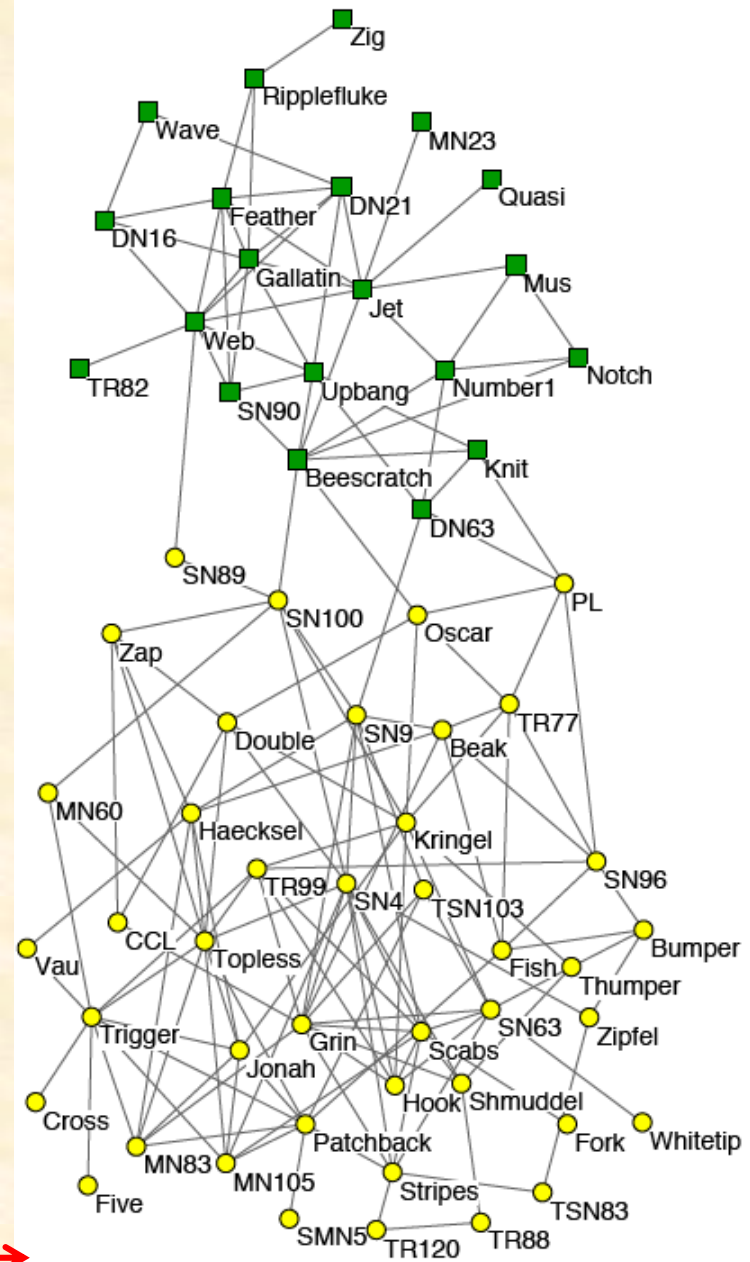 Zig
Ripplefluke
Wave
MN23
Quasi
DN21
Feather
DN16
Gallatin
Mus
Jet
Web
TR82
Notch
Number1
Upbang
SN90
Knit
Beescratch
DN63
SN89
PL
SN100
Oscar
Zap
TR77
SN9
Double
Beak
MN60
Haecksel
Kringel
TR99
SN96
SN4
TSN103
CCL
Bumper
Topless
Vau
Fish
Thumper
SN63
Zipfel
Trigger
Grin
Scabs
Jonah
Hook
Shmuddel
Cross
Patchback
Fork
Whitetip
MN83
MN105
Stripes
Five
TSN83
SMN5
TR120
TR88